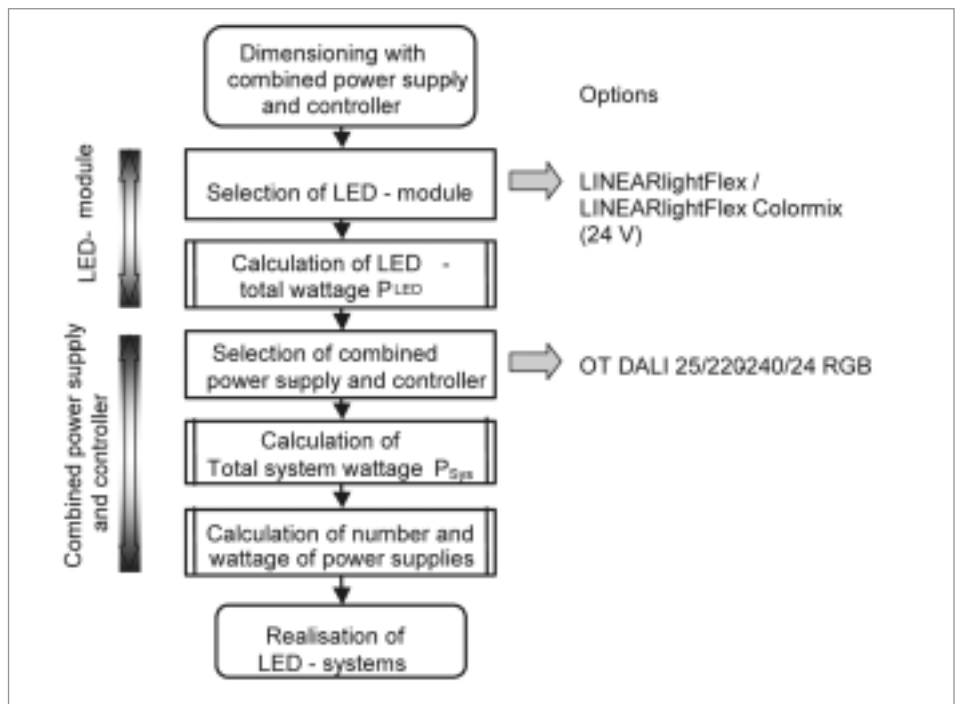 Dimensioning with
combined power supply
and controller
Options
LED- module
Selection of LED - module
LINEARlightFlex /
LINEARlightFlex Colormix
(24 V)
Calculation of LED -
total wattage PLED
Combined power supply
and controller
Selection of combined
power supply and controller
OT DALI 25/220240/24 RGB
Calculation of
Total system wattage PSys
Calculation of number and
wattage of power supplies
Realisation of
LED - systems